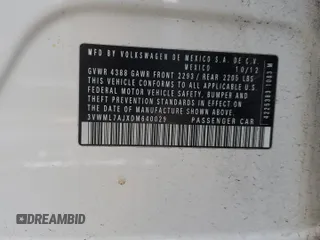 MFD BY VOLKSWAGEN DE MEXICO S.A. DE C.V.
MEXICO 10/12
GVWR 4388 GAWR FRONT 2293 / REAR 2205 LBS
THIS VEHICLE CONFORMS TO ALL APPLICABLE U.S.
FEDERAL MOTOR VEHICLE SAFETY, BUMPER AND
THEFT PREVENTION STANDARDS IN EFFECT ON THE
DATE OF MANUFACTURE SHOWN ABOVE.
3VWML7AJXDM640029 PASSENGER CAR
DREAMBID